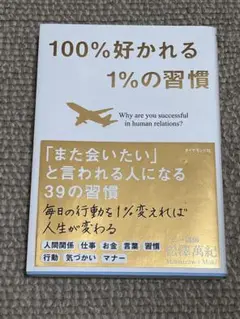 100%好かれる
1%の習慣
Why are you successful
in human relations?
ダイヤモンド社
「また会いたい」
と言われる人になる
39の習慣
毎日の行動を1%変えれば
人生が変わる
人間関係 仕事 お金 言葉 習慣
行動 気づかい マナー
松澤萬紀